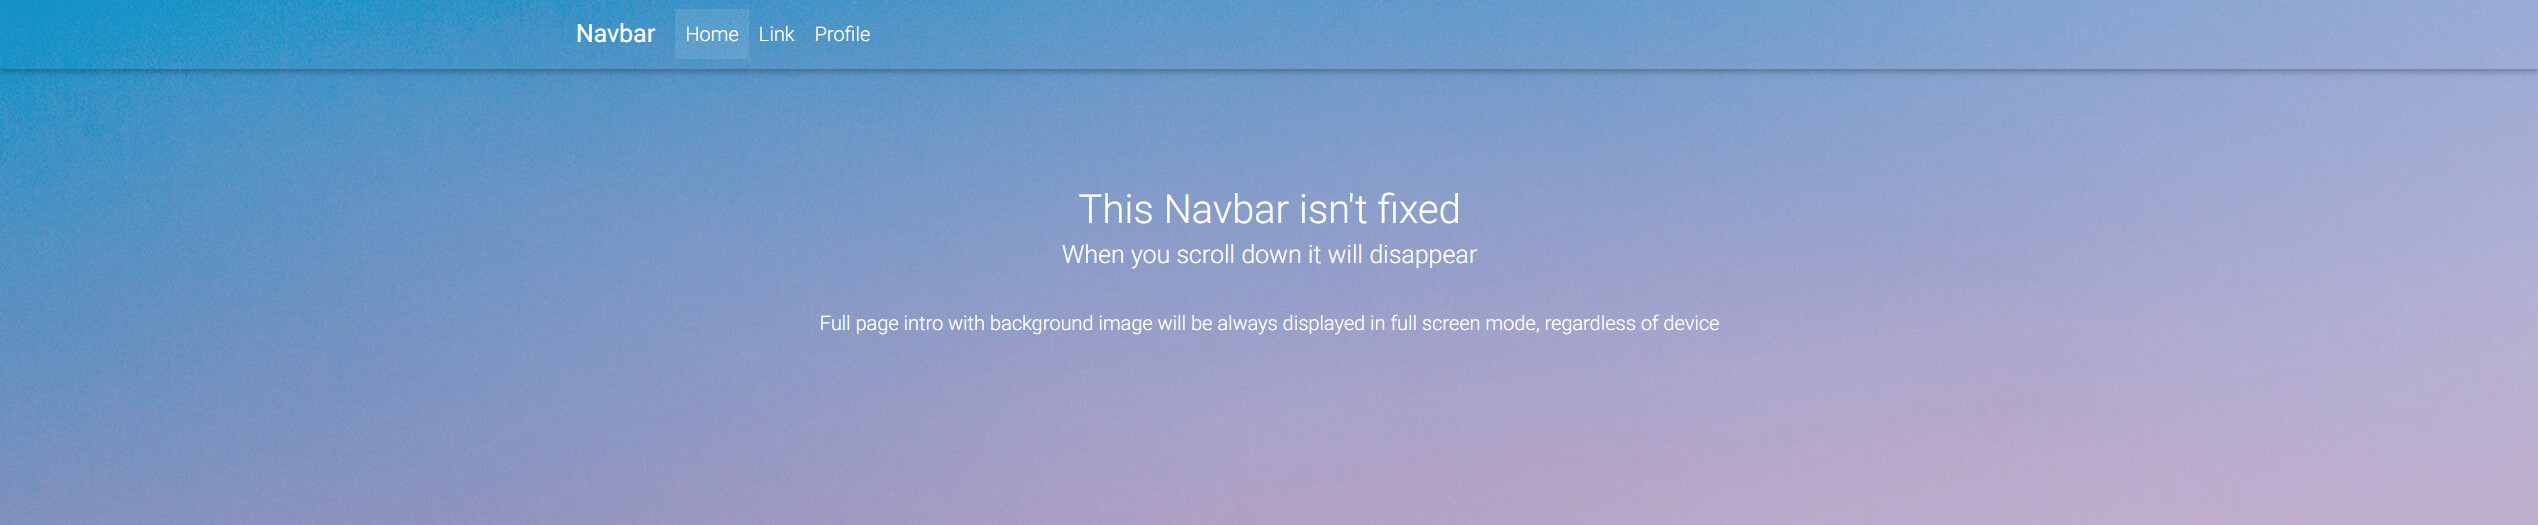 Navbar Home Link Profile
This Navbar isn't fixed
When you scroll down it will disappear
Full page intro with background image will be always displayed in full screen mode, regardless of device